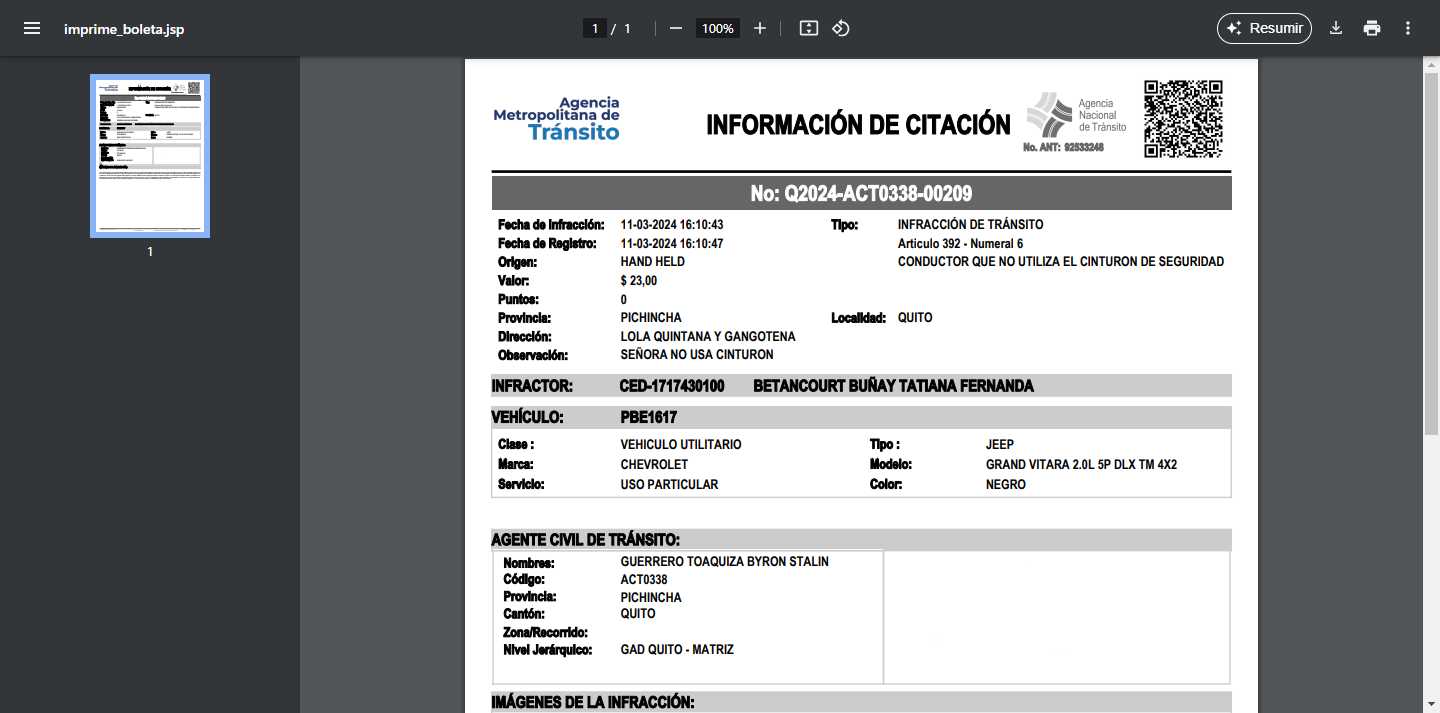 imprime_boleta.jsp
1 / 1
100%
Resumir
1
Agencia
Metropolitana de
Tránsito
INFORMACIÓN DE CITACIÓN
Agencia
Nacional
de Tránsito
No. ANT: 92533248
No: Q2024-ACT0338-00209
Fecha de Infracción: 11-03-2024 16:10:43 Tipo: INFRACCIÓN DE TRÁNSITO
Fecha de Registro: 11-03-2024 16:10:47 Articulo 392 - Numeral 6
Origen: HAND HELD CONDUCTOR QUE NO UTILIZA EL CINTURON DE SEGURIDAD
Valor: $ 23,00
Puntos: 0
Provincia: PICHINCHA Localidad: QUITO
Dirección: LOLA QUINTANA Y GANGOTENA
Observación: SEÑORA NO USA CINTURON
INFRACTOR: CED-1717430100 BETANCOURT BUÑAY TATIANA FERNANDA
VEHÍCULO: PBE1617
Clase : VEHICULO UTILITARIO Tipo : JEEP
Marca: CHEVROLET Modelo: GRAND VITARA 2.0L 5P DLX TM 4X2
Servicio: USO PARTICULAR Color: NEGRO
AGENTE CIVIL DE TRÁNSITO:
Nombres: GUERRERO TOAQUIZA BYRON STALIN
Código: ACT0338
Provincia: PICHINCHA
Cantón: QUITO
Zona/Recorrido:
Nivel Jerárquico: GAD QUITO - MATRIZ
IMÁGENES DE LA INFRACCIÓN: